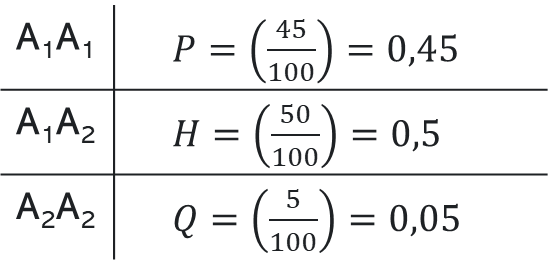 A₁A₁ P = (45/100) = 0,45
A₁A₂ H = (50/100) = 0,5
A₂A₂ Q = (5/100) = 0,05